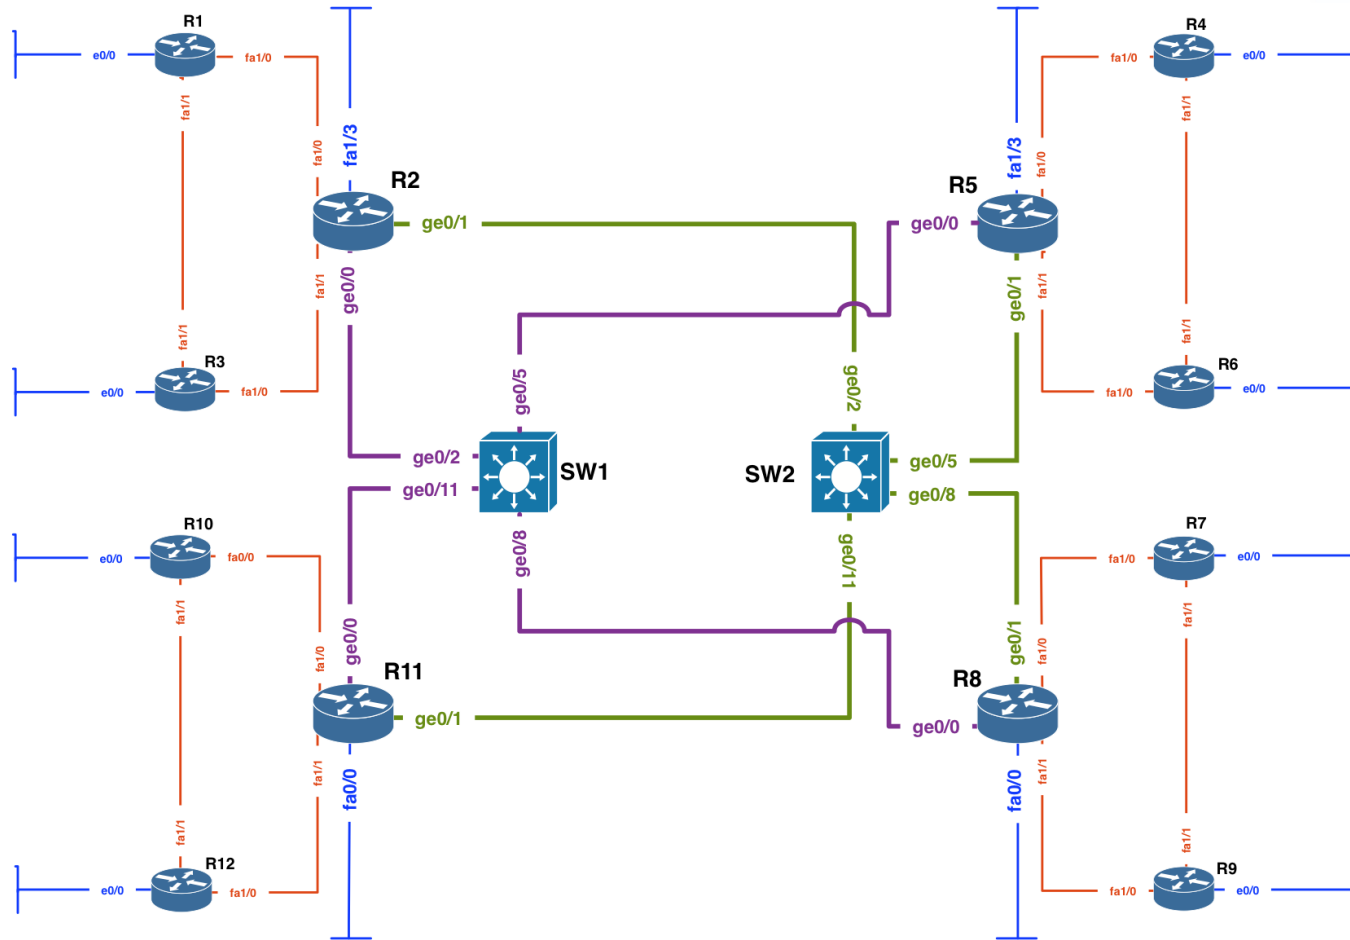 R1
R4
e0/0
fa1/0
fa1/0
e0/0
fa1/1
fa1/1
fa1/0
fa1/3
fa1/3
fa1/0
R2
R5
ge0/1
ge0/0
fa1/1
ge0/0
ge0/1
fa1/1
fa1/1
fa1/1
R3
R6
e0/0
fa1/0
ge0/5
ge0/2
fa1/0
e0/0
ge0/2
SW1
SW2
ge0/5
ge0/11
ge0/8
R10
R7
e0/0
fa0/0
ge0/8
ge0/11
fa1/0
e0/0
fa1/1
fa1/1
fa1/0
ge0/0
ge0/1
fa1/0
R11
R8
ge0/1
ge0/0
fa1/1
fa0/0
fa0/0
fa1/1
fa1/1
fa1/1
R12
R9
e0/0
fa1/0
fa1/0
e0/0